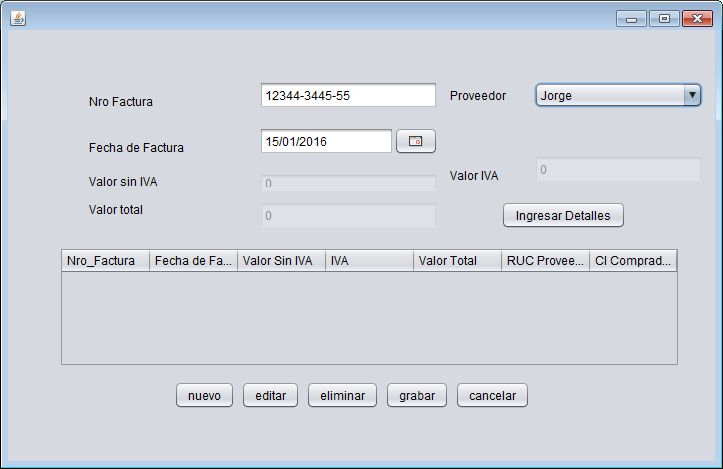 Nro Factura 12344-3445-55 Proveedor Jorge
Fecha de Factura 15/01/2016
Valor sin IVA 0 Valor IVA 0
Valor total 0 Ingresar Detalles
Nro_Factura Fecha de Fa... Valor Sin IVA IVA Valor Total RUC Provee... CI Comprad...
nuevo editar eliminar grabar cancelar